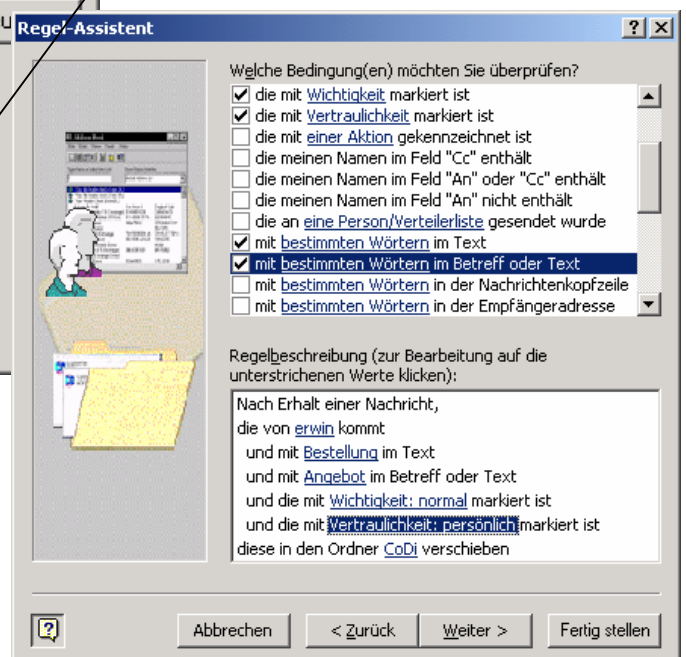 Regel-Assistent
Welche Bedingung(en) möchten Sie überprüfen?
die mit Wichtigkeit markiert ist
die mit Vertraulichkeit markiert ist
die mit einer Aktion gekennzeichnet ist
die meinen Namen im Feld "Cc" enthält
die meinen Namen im Feld "An" oder "Cc" enthält
die meinen Namen im Feld "An" nicht enthält
die an eine Person/Verteilerliste gesendet wurde
mit bestimmten Wörtern im Text
mit bestimmten Wörtern im Betreff oder Text
mit bestimmten Wörtern in der Nachrichtenkopfzeile
mit bestimmten Wörtern in der Empfängeradresse
Regelbeschreibung (zur Bearbeitung auf die
unterstrichenen Werte klicken):
Nach Erhalt einer Nachricht,
die von erwin kommt
und mit Bestellung im Text
und mit Angebot im Betreff oder Text
und die mit Wichtigkeit: normal markiert ist
und die mit Vertraulichkeit: persönlich markiert ist
diese in den Ordner CoDi verschieben
Abbrechen < Zurück Weiter > Fertig stellen